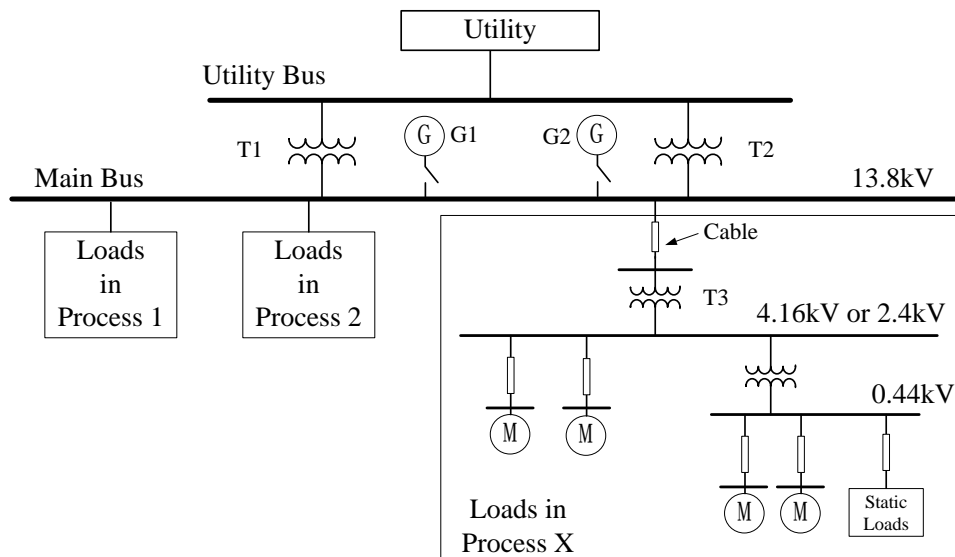 Utility
Utility Bus
T1
G
G1
G2
G
T2
Main Bus
13.8kV
Loads
in
Process 1
Loads
in
Process 2
Cable
T3
4.16kV or 2.4kV
0.44kV
M
M
M
M
Static
Loads
Loads in
Process X